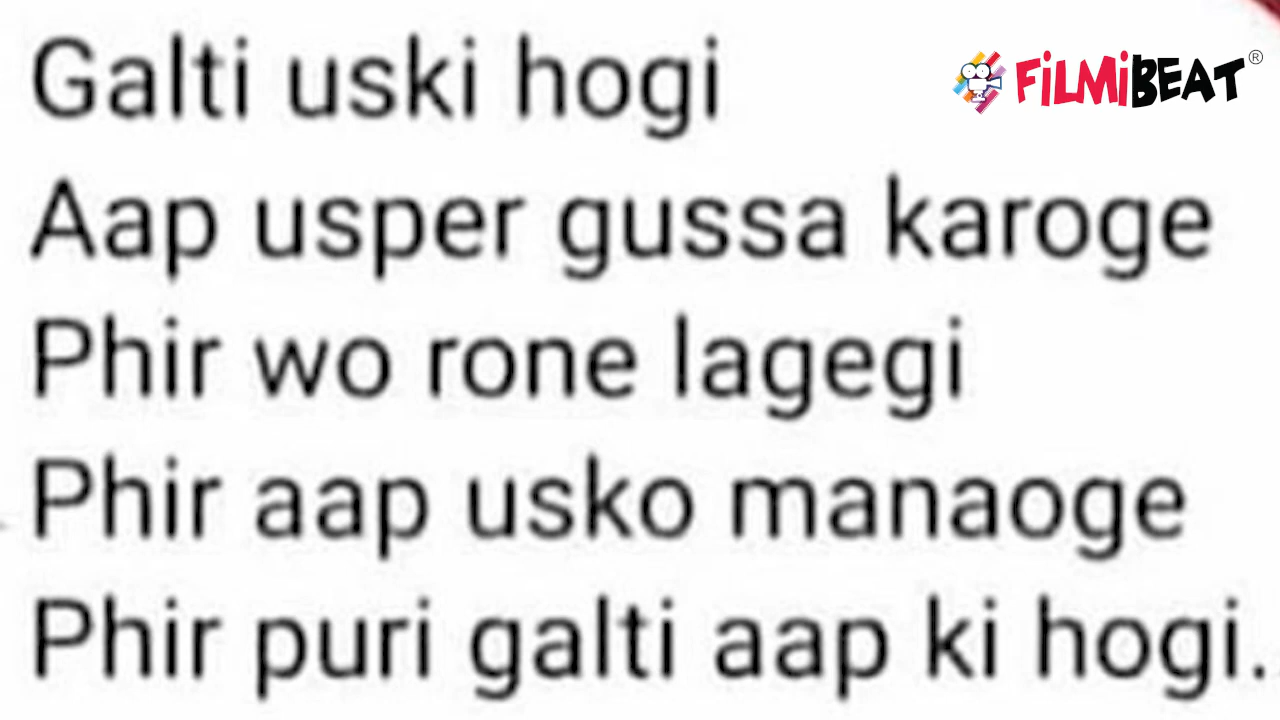 Galti uski hogi
FiLMiBEAT®
Aap usper gussa karoge
Phir wo rone lagegi
Phir aap usko manaoge
Phir puri galti aap ki hogi.